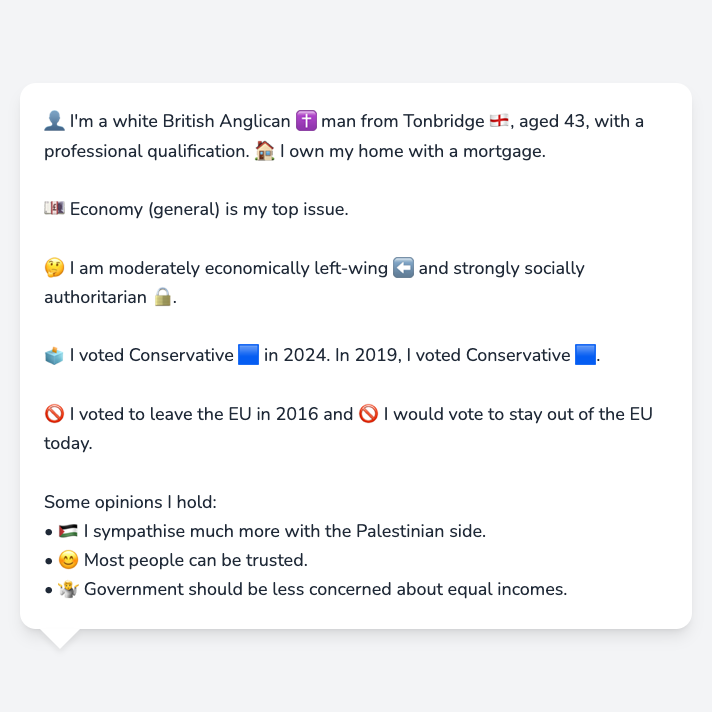 👤 I'm a white British Anglican ✝️ man from Tonbridge 🏴󠁧󠁢󠁥󠁮󠁧󠁿, aged 43, with a
professional qualification. 🏠 I own my home with a mortgage.
💷 Economy (general) is my top issue.
🤔 I am moderately economically left-wing ⬅️ and strongly socially
authoritarian 🔒.
🗳️ I voted Conservative 🟦 in 2024. In 2019, I voted Conservative 🟦.
🚫 I voted to leave the EU in 2016 and 🚫 I would vote to stay out of the EU
today.
Some opinions I hold:
• 🇵🇸 I sympathise much more with the Palestinian side.
• 😊 Most people can be trusted.
• 🤷 Government should be less concerned about equal incomes.